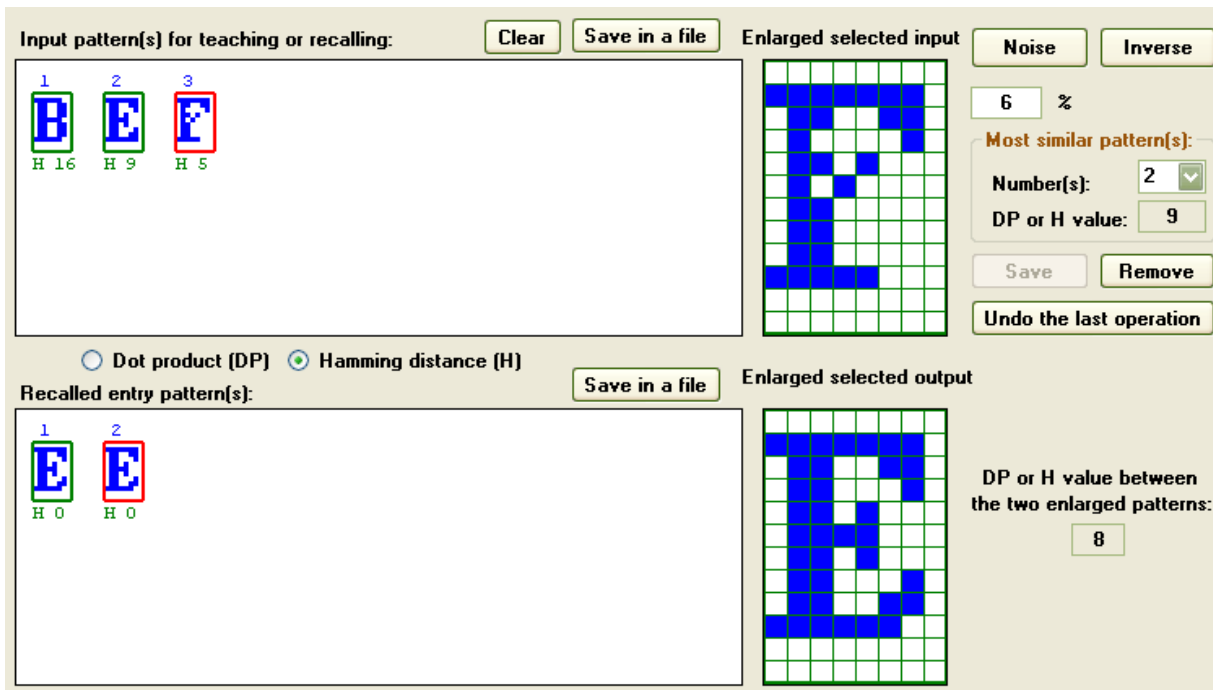 Input pattern(s) for teaching or recalling:
Clear
Save in a file
Enlarged selected input
Noise
Inverse
1 2 3
B E F
H 16 H 9 H 5
6 %
Most similar pattern(s):
Number(s): 2
DP or H value: 9
Save
Remove
Undo the last operation
Dot product (DP) Hamming distance (H)
Recalled entry pattern(s):
Save in a file
Enlarged selected output
1 2
E E
H 0 H 0
DP or H value between
the two enlarged patterns:
8